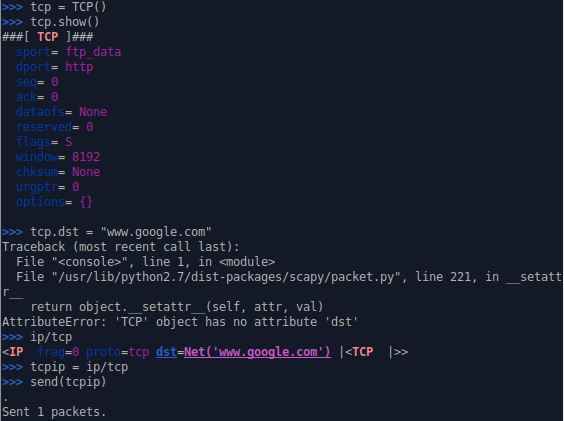 >>> tcp = TCP()
>>> tcp.show()
###[ TCP ]###
  sport= ftp_data
  dport= http
  seq= 0
  ack= 0
  dataofs= None
  reserved= 0
  flags= S
  window= 8192
  chksum= None
  urgptr= 0
  options= {}
>>> tcp.dst = "www.google.com"
Traceback (most recent call last):
  File "<console>", line 1, in <module>
  File "/usr/lib/python2.7/dist-packages/scapy/packet.py", line 221, in __setatt
r__
    return object.__setattr__(self, attr, val)
AttributeError: 'TCP' object has no attribute 'dst'
>>> ip/tcp
<IP  frag=0 proto=tcp dst=Net('www.google.com') |<TCP  |>>
>>> tcpip = ip/tcp
>>> send(tcpip)
.
Sent 1 packets.